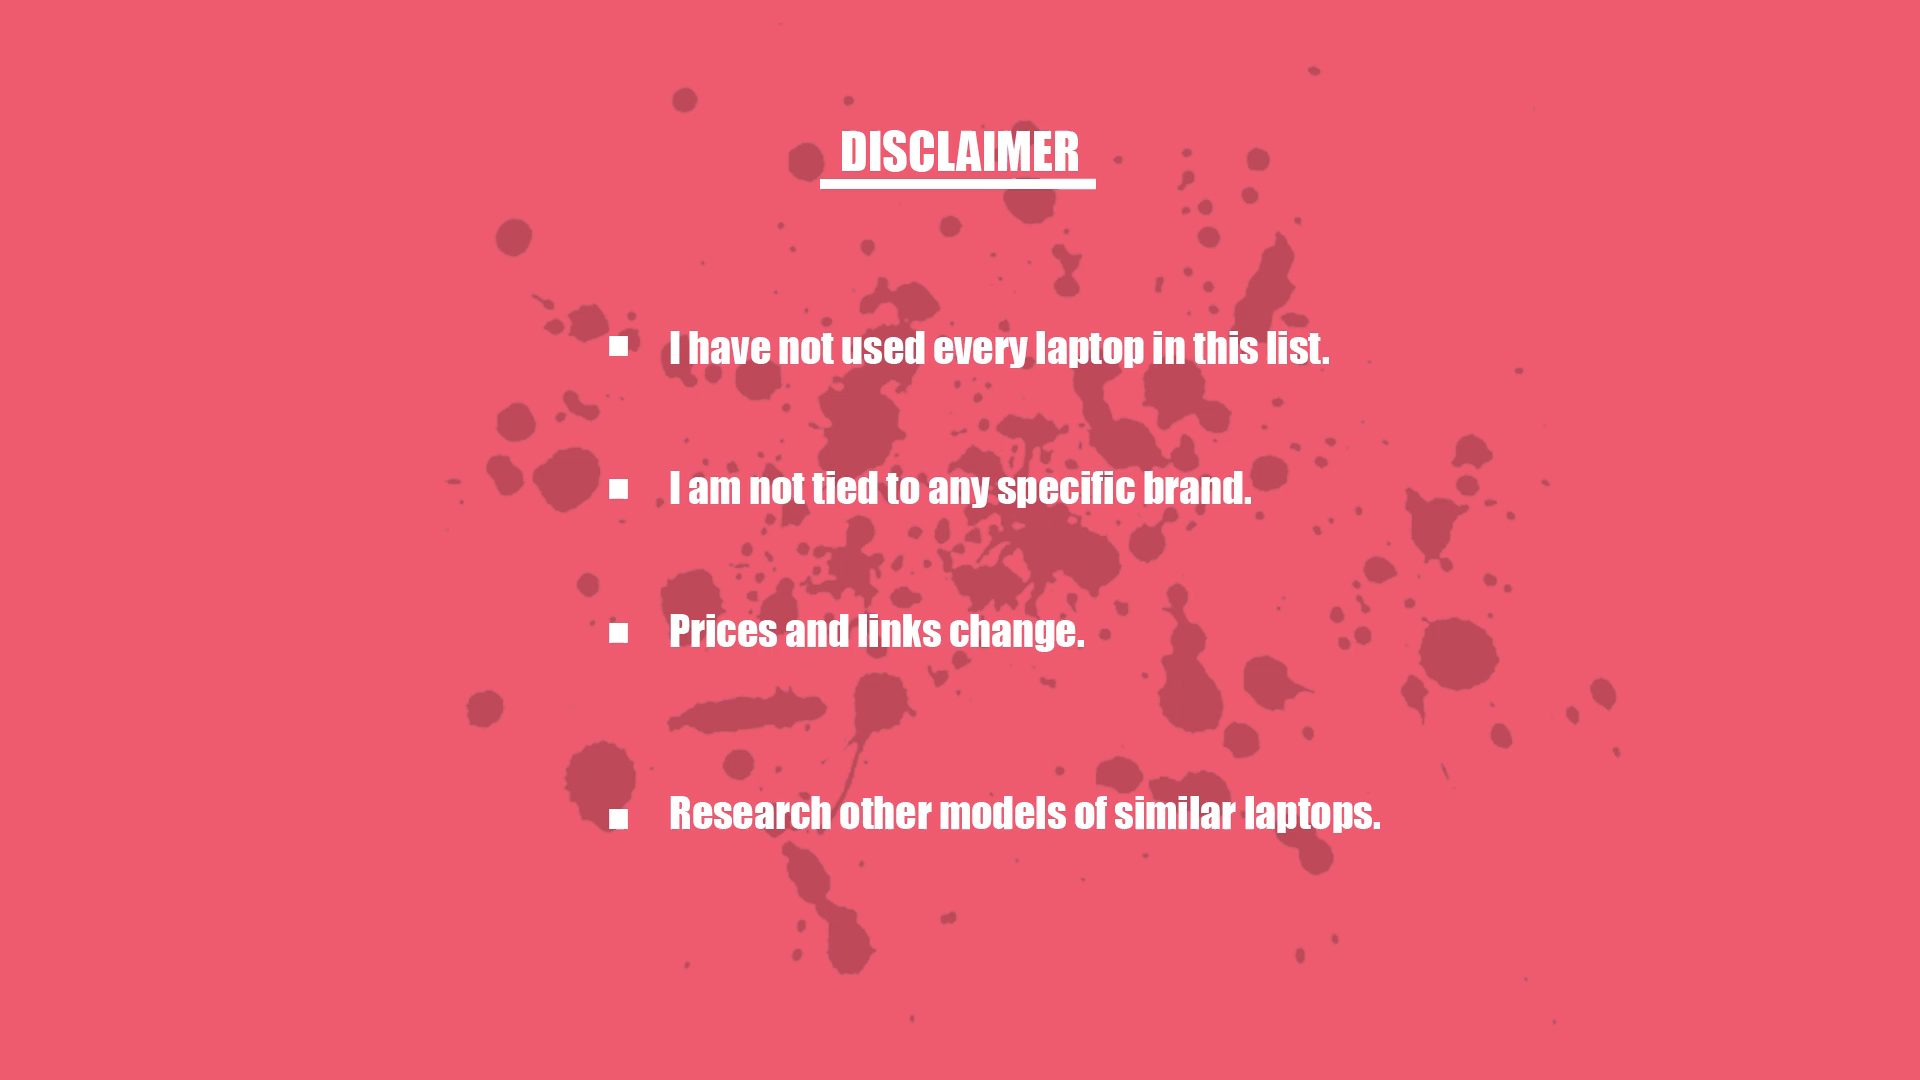 DISCLAIMER
I have not used every laptop in this list.
I am not tied to any specific brand.
Prices and links change.
Research other models of similar laptops.